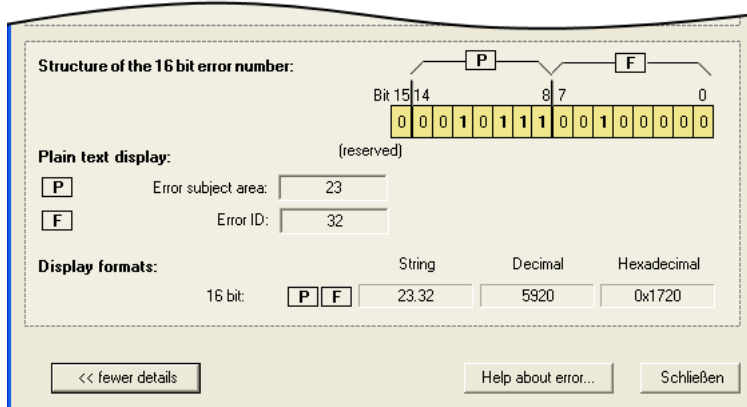 Structure of the 16 bit error number:
P F
Bit 15 14 8 7 0
0 0 0 1 0 1 1 1 0 0 1 0 0 0 0 0
(reserved)
Plain text display:
P Error subject area: 23
F Error ID: 32
Display formats: String Decimal Hexadecimal
16 bit: P F 23.32 5920 0x1720
<< fewer details Help about error... Schließen